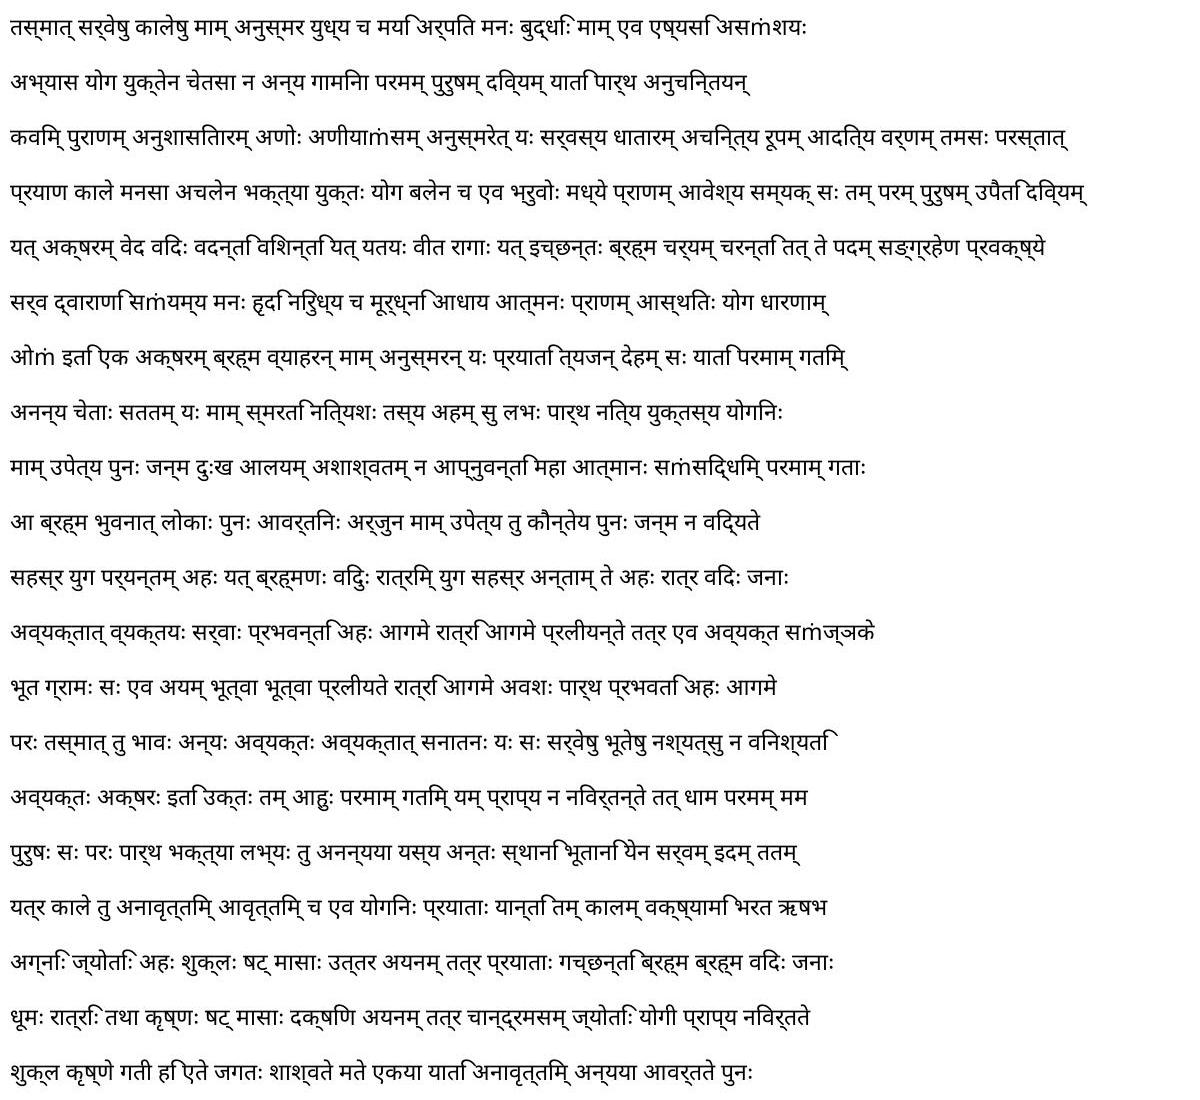 तस्मात् सर्वेषु कालेषु माम् अनुस्मर युध्य च मयि अर्पति मनः बुद्धिः माम् एव एष्यसि असṁशयः
अभ्यास योग युक्तेन चेतसा न अन्य गामिना परमम् पुरुषम् दिव्यम् याति पार्थ अनुचिन्तयन्
कविम् पुराणम् अनुशासितारम् अणोः अणीयाṁसम् अनुस्मरेत् यः सर्वस्य धातारम् अचिन्त्य रूपम् आदित्य वर्णम् तमसः परस्तात्
प्रयाण काले मनसा अचलेन भक्त्या युक्तः योग बलेन च एव भ्रुवोः मध्ये प्राणम् आवेश्य सम्यक् सः तम् परम् पुरुषम् उपैति दिव्यम्
यत् अक्षरम् वेद विदः वदन्ति विशन्ति यत् यतयः वीत रागाः यत् इच्छन्तः ब्रह्म चर्यम् चरन्ति तत् ते पदम् सङ्ग्रहेण प्रवक्ष्ये
सर्व द्वाराणि सṁयम्य मनः हृदि निरुध्य च मूर्ध्नि आधाय आत्मनः प्राणम् आस्थितः योग धारणाम्
ओṁ इति एक अक्षरम् ब्रह्म व्याहरन् माम् अनुस्मरन् यः प्रयाति त्यजन् देहम् सः याति परमाम् गतिम्
अनन्य चेताः सततम् यः माम् स्मरति नित्यशः तस्य अहम् सु लभः पार्थ नित्य युक्तस्य योगिनः
माम् उपेत्य पुनः जन्म दुःख आलयम् अशाश्वतम् न आप्नुवन्ति महा आत्मानः सṁसिद्धिम् परमाम् गताः
आ ब्रह्म भुवनात् लोकाः पुनः आवर्तिनः अर्जुन माम् उपेत्य तु कौन्तेय पुनः जन्म न विद्यते
सहस्र युग पर्यन्तम् अहः यत् ब्रह्मणः विदुः रात्रिम् युग सहस्र अन्ताम् ते अहः रात्र विदः जनाः
अव्यक्तात् व्यक्तयः सर्वाः प्रभवन्ति अहः आगमे रात्रि आगमे प्रलीयन्ते तत्र एव अव्यक्त सṁज्ञके
भूत ग्रामः सः एव अयम् भूत्वा भूत्वा प्रलीयते रात्रि आगमे अवशः पार्थ प्रभवति अहः आगमे
परः तस्मात् तु भावः अन्यः अव्यक्तः अव्यक्तात् सनातनः यः सः सर्वेषु भूतेषु नश्यत्सु न विनश्यति
अव्यक्तः अक्षरः इति उक्तः तम् आहुः परमाम् गतिम् यम् प्राप्य न निवर्तन्ते तत् धाम परमम् मम
पुरुषः सः परः पार्थ भक्त्या लभ्यः तु अनन्यया यस्य अन्तः स्थानि भूतानि येन सर्वम् इदम् ततम्
यत्र काले तु अनावृत्तिम् आवृत्तिम् च एव योगिनः प्रयाताः यान्ति तम् कालम् वक्ष्यामि भरत ऋषभ
अग्निः ज्योतिः अहः शुक्लः षट् मासाः उत्तर अयनम् तत्र प्रयाताः गच्छन्ति ब्रह्म ब्रह्म विदः जनाः
धूमः रात्रिः तथा कृष्णः षट् मासाः दक्षिण अयनम् तत्र चान्द्रमसम् ज्योतिः योगी प्राप्य निवर्तते
शुक्ल कृष्णे गती हि एते जगतः शाश्वते मते एकया याति अनावृत्तिम् अन्यया आवर्तते पुनः